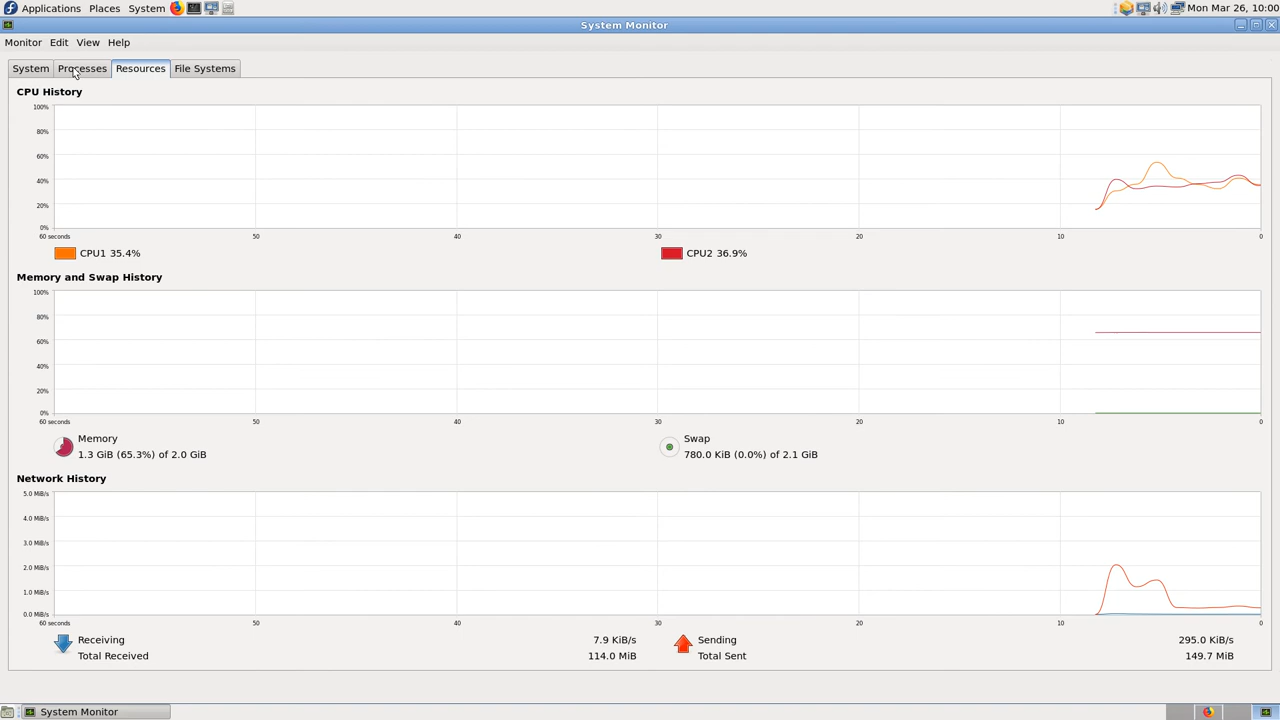 Applications Places System Mon Mar 26, 10:00
System Monitor
Monitor Edit View Help
System Processes Resources File Systems
CPU History
100%
80%
60%
40%
20%
0%
60 seconds 50 40 30 20 10 0
CPU1 35.4% CPU2 36.9%
Memory and Swap History
100%
80%
60%
40%
20%
0%
60 seconds 50 40 30 20 10 0
Memory Swap
1.3 GiB (65.3%) of 2.0 GiB 780.0 KiB (0.0%) of 2.1 GiB
Network History
5.0 MiB/s
4.0 MiB/s
3.0 MiB/s
2.0 MiB/s
1.0 MiB/s
0.0 MiB/s
60 seconds 50 40 30 20 10 0
Receiving 7.9 KiB/s Sending 295.0 KiB/s
Total Received 114.0 MiB Total Sent 149.7 MiB
System Monitor